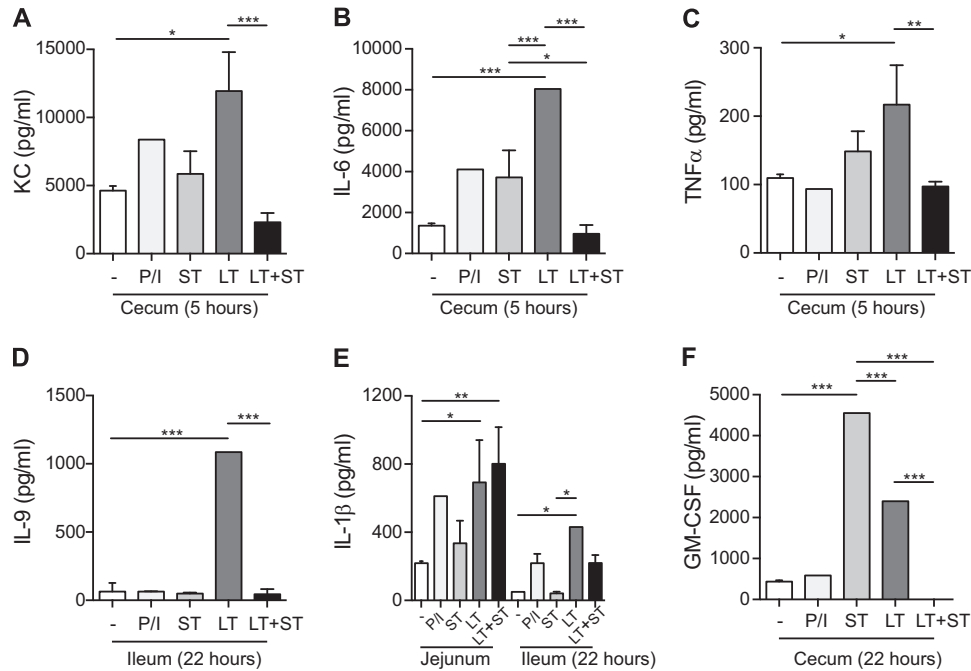 A
KC (pg/ml)
15000
10000
5000
0
* ***
- P/I ST LT LT+ST
Cecum (5 hours)
B
IL-6 (pg/ml)
10000
8000
6000
4000
2000
0
***
***
*
***
- P/I ST LT LT+ST
Cecum (5 hours)
C
TNFα (pg/ml)
300
200
100
0
* **
- P/I ST LT LT+ST
Cecum (5 hours)
D
IL-9 (pg/ml)
1500
1000
500
0
*** ***
- P/I ST LT LT+ST
Ileum (22 hours)
E
IL-1β (pg/ml)
1200
800
400
0
**
*
*
*
- P/I ST LT LT+ST - P/I ST LT LT+ST
Jejunum Ileum (22 hours)
F
GM-CSF (pg/ml)
5000
4000
3000
2000
1000
0
***
*** ***
***
- P/I ST LT LT+ST
Cecum (22 hours)